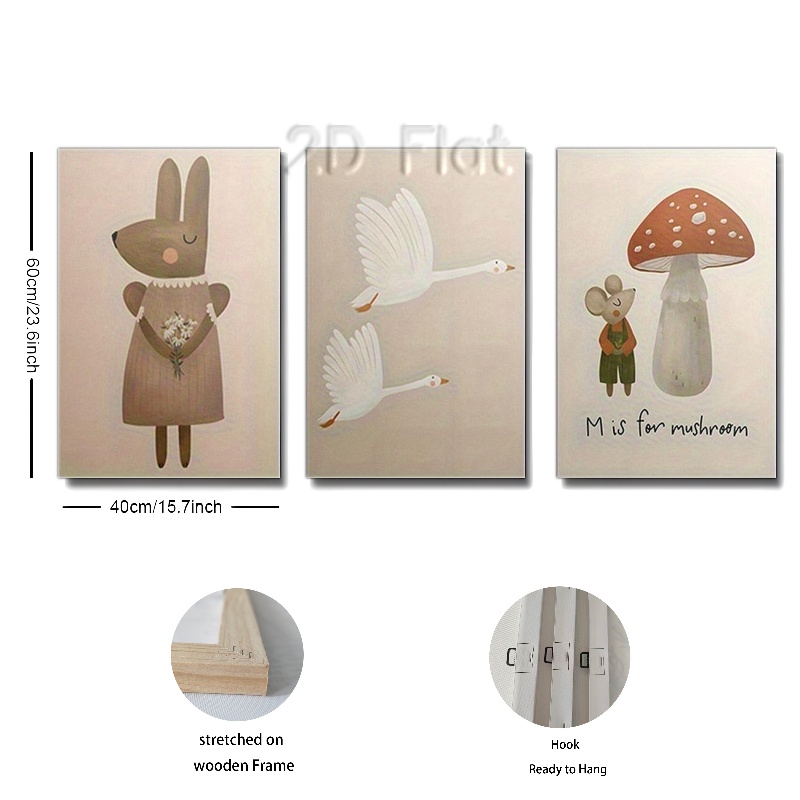 2D Flat
60cm/23.6inch
M is for mushroom
40cm/15.7inch
stretched on
wooden Frame
Hook
Ready to Hang